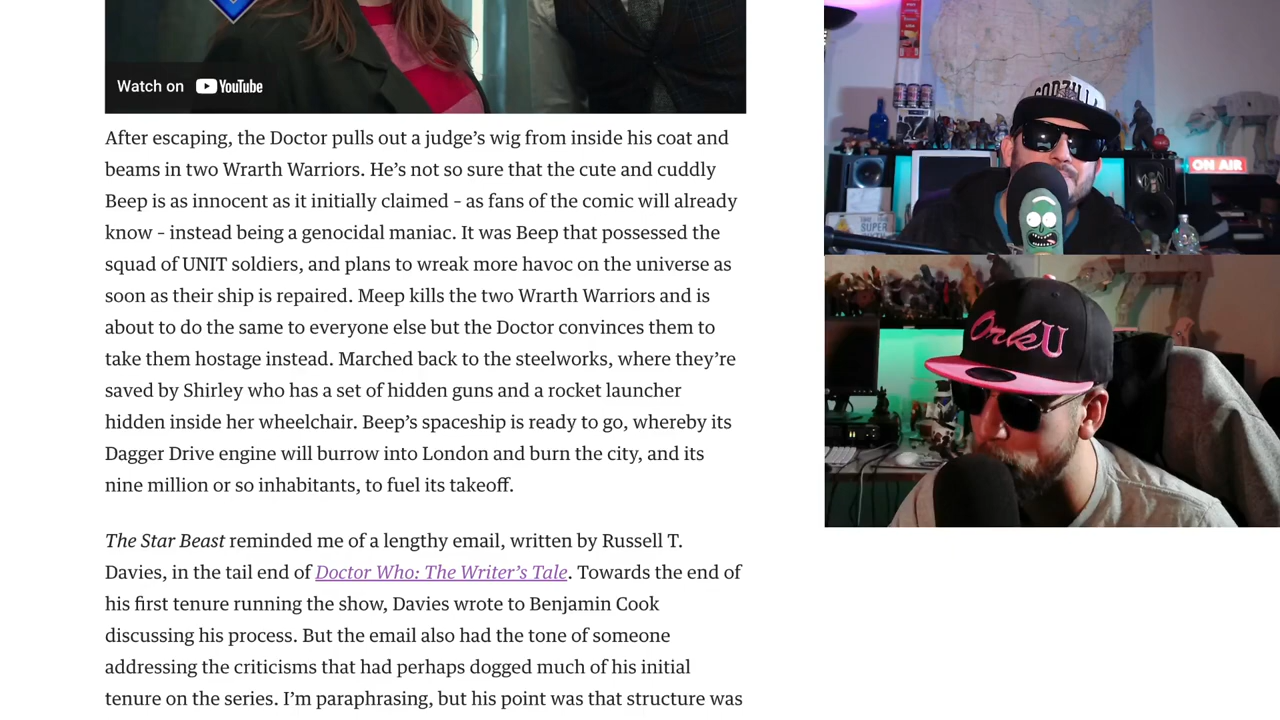 Watch on YouTube
After escaping, the Doctor pulls out a judge’s wig from inside his coat and
beams in two Wrarth Warriors. He’s not so sure that the cute and cuddly
Beep is as innocent as it initially claimed – as fans of the comic will already
know – instead being a genocidal maniac. It was Beep that possessed the
squad of UNIT soldiers, and plans to wreak more havoc on the universe as
soon as their ship is repaired. Meep kills the two Wrarth Warriors and is
about to do the same to everyone else but the Doctor convinces them to
take them hostage instead. Marched back to the steelworks, where they’re
saved by Shirley who has a set of hidden guns and a rocket launcher
hidden inside her wheelchair. Beep’s spaceship is ready to go, whereby its
Dagger Drive engine will burrow into London and burn the city, and its
nine million or so inhabitants, to fuel its takeoff.
The Star Beast reminded me of a lengthy email, written by Russell T.
Davies, in the tail end of Doctor Who: The Writer’s Tale. Towards the end of
his first tenure running the show, Davies wrote to Benjamin Cook
discussing his process. But the email also had the tone of someone
addressing the criticisms that had perhaps dogged much of his initial
tenure on the series. I’m paraphrasing, but his point was that structure was
GODZILLA
ON AIR
SUPER
OrkU